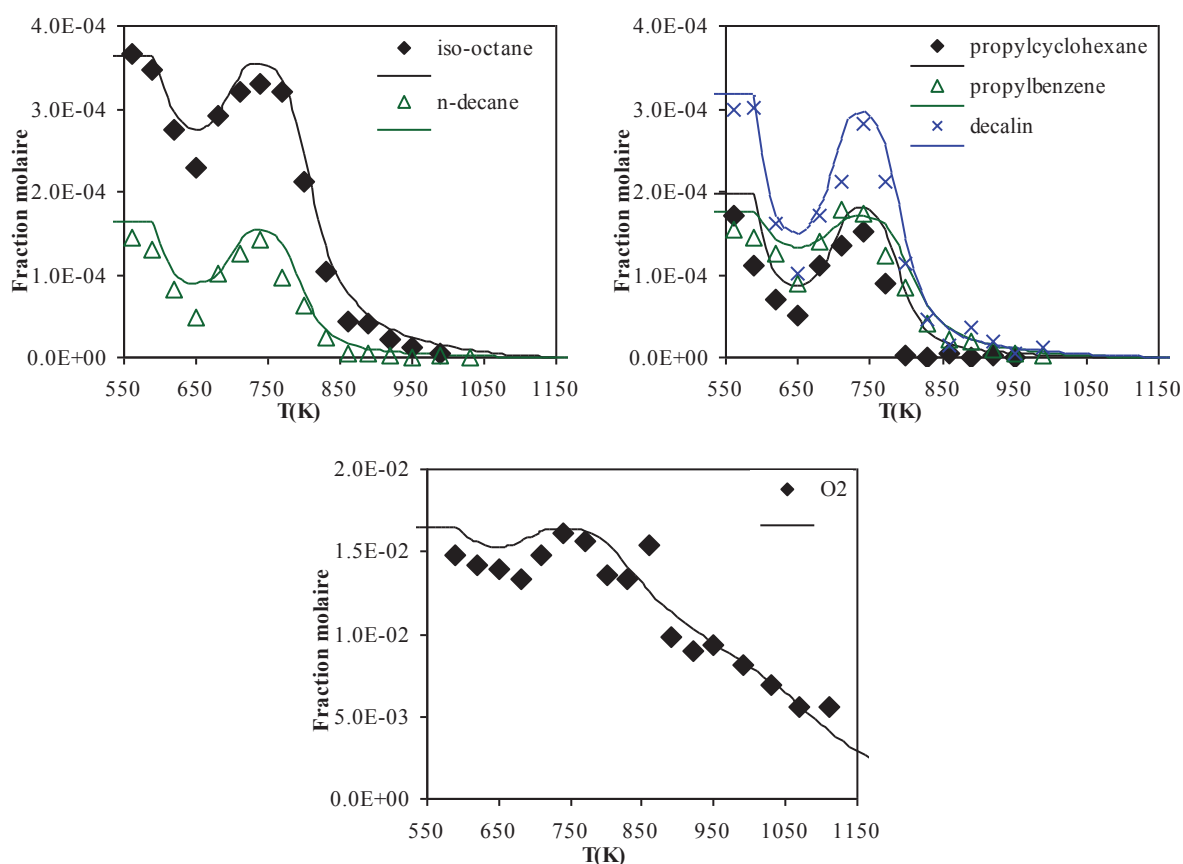 4.0E-04
3.0E-04
2.0E-04
1.0E-04
0.0E+00
Fraction molaire
iso-octane
n-decane
550 650 750 850 950 1050 1150
T(K)
4.0E-04
3.0E-04
2.0E-04
1.0E-04
0.0E+00
Fraction molaire
propylcyclohexane
propylbenzene
decalin
550 650 750 850 950 1050 1150
T(K)
2.0E-02
1.5E-02
1.0E-02
5.0E-03
0.0E+00
Fraction molaire
O2
550 650 750 850 950 1050 1150
T(K)